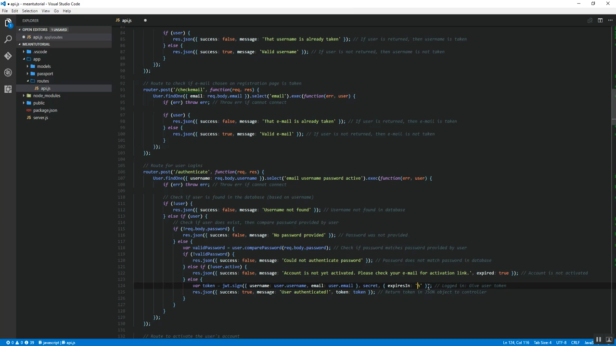 ● api.js - meantutorial - Visual Studio Code
File Edit Selection View Go Help
EXPLORER
api.js
OPEN EDITORS 1 UNSAVED
api.js app/routes
MEANTUTORIAL
.vscode
app
models
passport
routes
api.js
node_modules
public
package.json
server.js
if (user) {
res.json({ success: false, message: 'That username is already taken' }); // If user is returned, then username is taken
} else {
res.json({ success: true, message: 'Valid username' }); // If user is not returned, then username is not taken
}
});
});
// Route to check if e-mail chosen on registration page is taken
router.post('/checkemail', function(req, res) {
User.findOne({ email: req.body.email }).select('email').exec(function(err, user) {
if (err) throw err; // Throw err if cannot connect
if (user) {
res.json({ success: false, message: 'That e-mail is already taken' }); // If user is returned, then e-mail is taken
} else {
res.json({ success: true, message: 'Valid e-mail' }); // If user is not returned, then e-mail is not taken
}
});
});
// Route for user logins
router.post('/authenticate', function(req, res) {
User.findOne({ username: req.body.username }).select('email username password active').exec(function(err, user) {
if (err) throw err; // Throw err if cannot connect
// Check if user is found in the database (based on username)
if (!user) {
res.json({ success: false, message: 'Username not found' }); // Username not found in database
} else if (user) {
// Check if user does exist, then compare password provided by user
if (!req.body.password) {
res.json({ success: false, message: 'No password provided' }); // Password was not provided
} else {
var validPassword = user.comparePassword(req.body.password); // Check if password matches password provided by user
if (!validPassword) {
res.json({ success: false, message: 'Could not authenticate password' }); // Password does not match password in database
} else if (!user.active) {
res.json({ success: false, message: 'Account is not yet activated. Please check your e-mail for activation link.', expired: true }); // Account is not activated
} else {
var token = jwt.sign({ username: user.username, email: user.email }, secret, { expiresIn: // Logged in: Give user token
res.json({ success: true, message: 'User authenticated!', token: token }); // Return token in JSON object to controller
}
}
}
});
});
// Route to activate the user's account
javascript | api.js
Tab Size: 4 UTF-8 CRLF